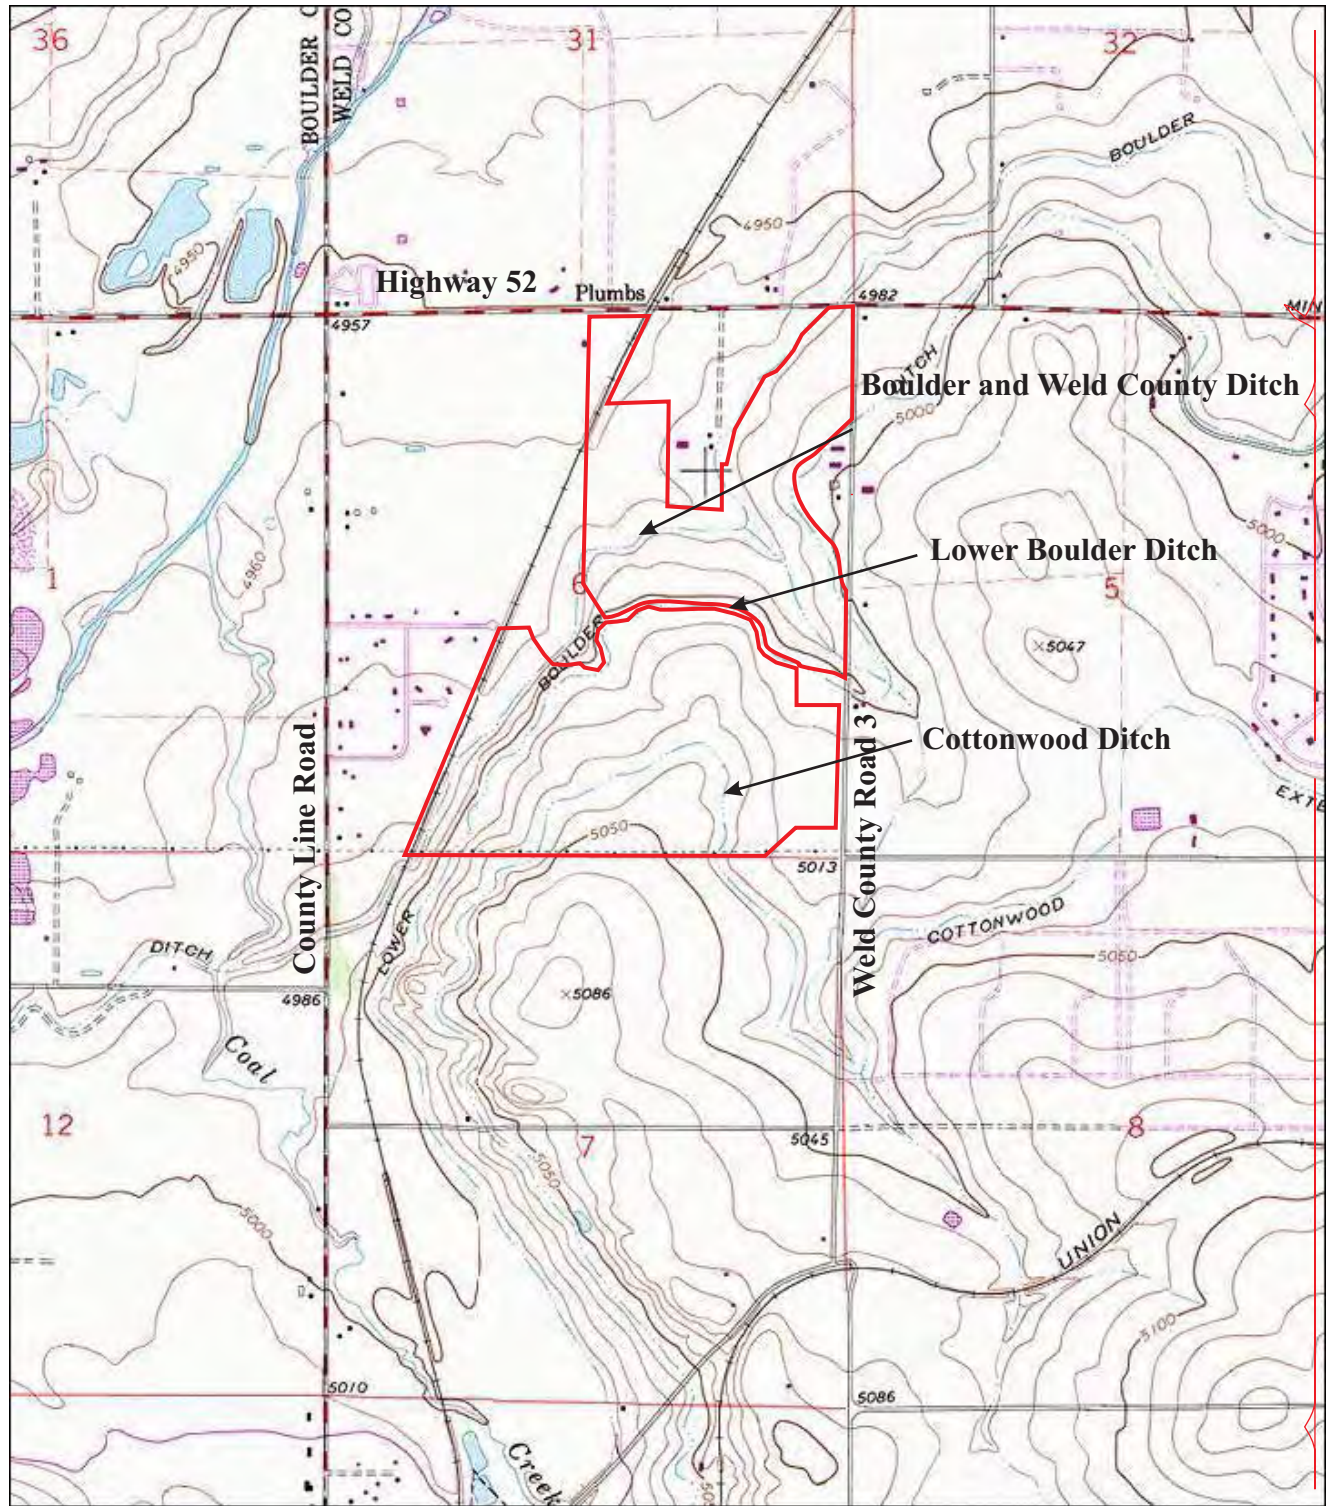 36
31
32
BOULDER C
WELD CO
BOULDER
4950
4950
Highway 52
Plumbs
4982
MIN
4957
DITCH
Boulder and Weld County Ditch
5000
5000
4960
Lower Boulder Ditch
1
6
5
×5047
BOULDER
County Line Road
Weld County Road 3
Cottonwood Ditch
EXTE
5050
5013
COTTONWOOD
LOWER
DITCH
5050
4986
×5086
Coal
12
7
5045
8
5050
5000
UNION
5100
5010
5086
Creek